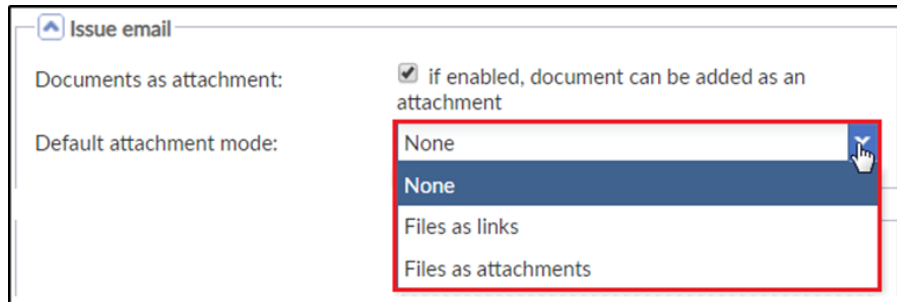 Issue email
Documents as attachment:
if enabled, document can be added as an
attachment
Default attachment mode:
None
None
Files as links
Files as attachments